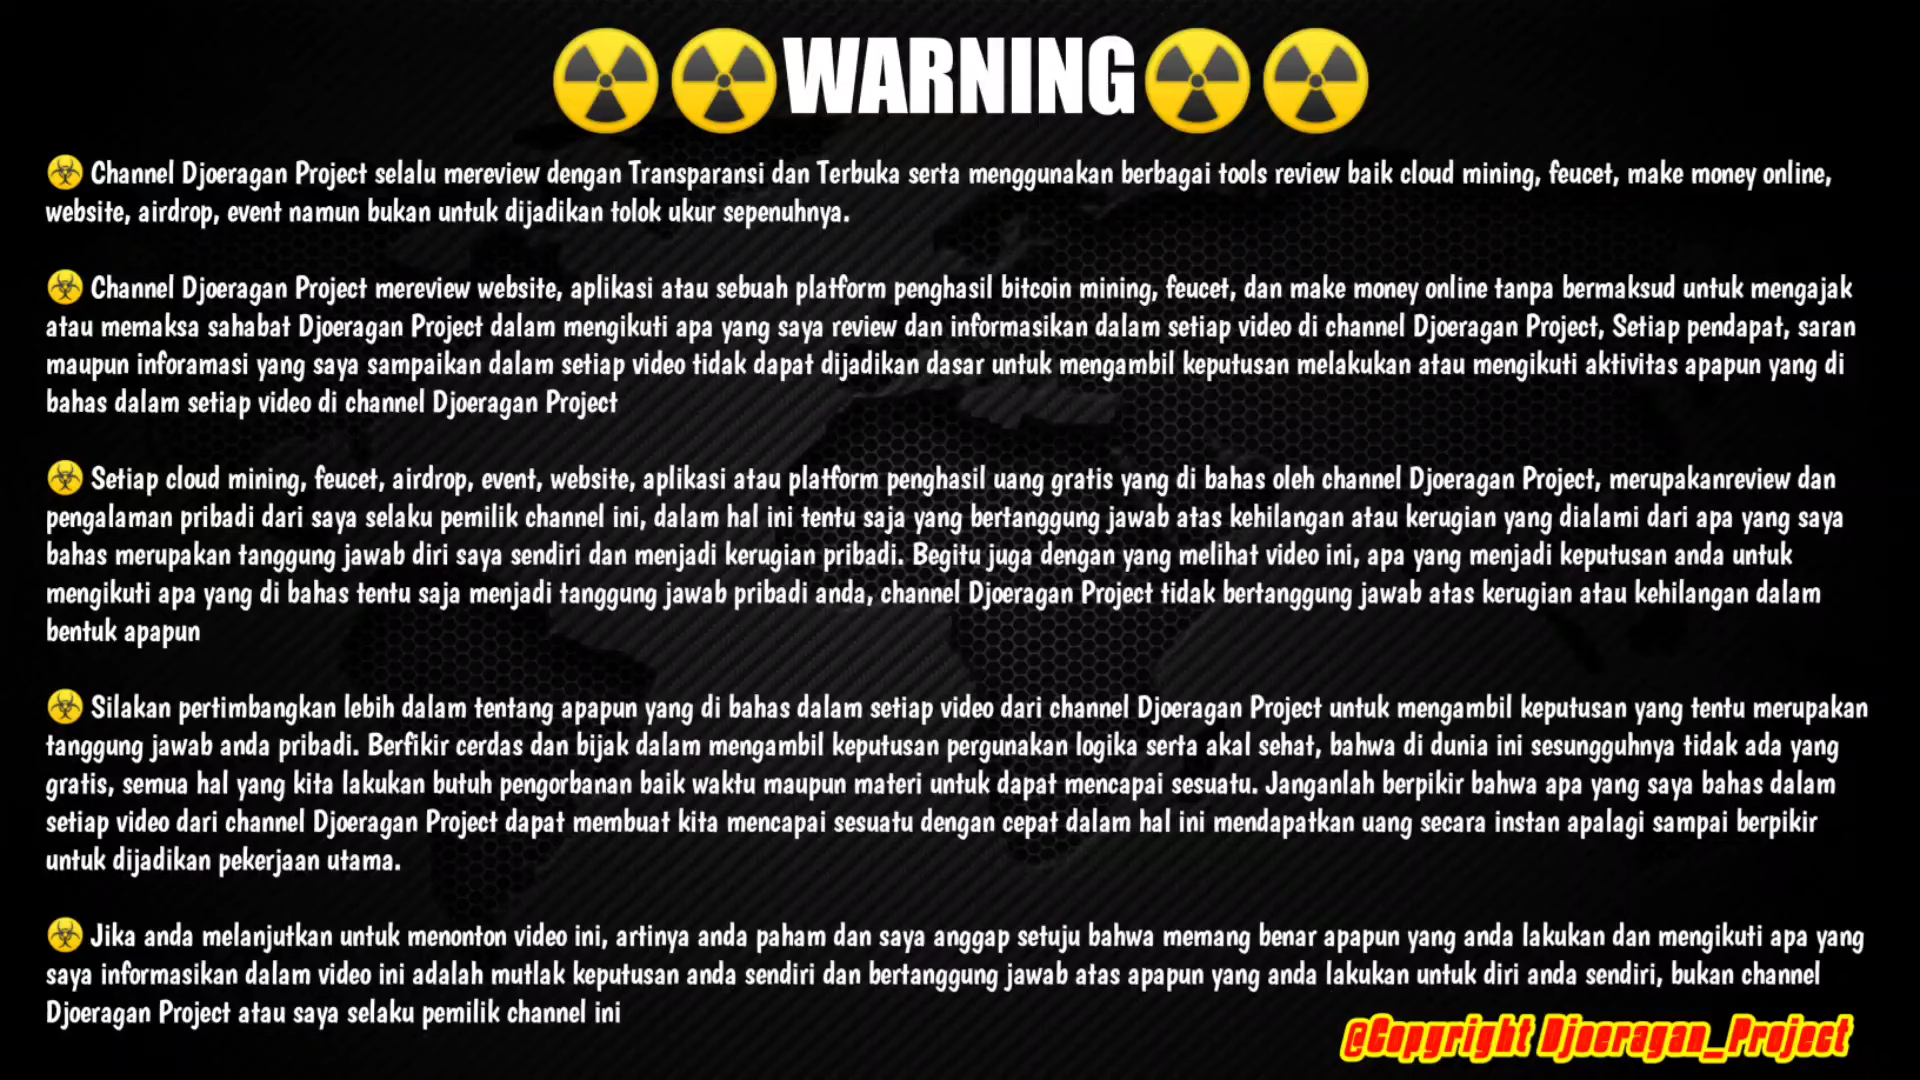 ☢☢WARNING☢☢
☣ Channel Djoeragan Project selalu mereview dengan Transparansi dan Terbuka serta menggunakan berbagai tools review baik cloud mining, feucet, make money online,
website, airdrop, event namun bukan untuk dijadikan tolok ukur sepenuhnya.
☣ Channel Djoeragan Project mereview website, aplikasi atau sebuah platform penghasil bitcoin mining, feucet, dan make money online tanpa bermaksud untuk mengajak
atau memaksa sahabat Djoeragan Project dalam mengikuti apa yang saya review dan informasikan dalam setiap video di channel Djoeragan Project, Setiap pendapat, saran
maupun inforamasi yang saya sampaikan dalam setiap video tidak dapat dijadikan dasar untuk mengambil keputusan melakukan atau mengikuti aktivitas apapun yang di
bahas dalam setiap video di channel Djoeragan Project
☣ Setiap cloud mining, feucet, airdrop, event, website, aplikasi atau platform penghasil uang gratis yang di bahas oleh channel Djoeragan Project, merupakanreview dan
pengalaman pribadi dari saya selaku pemilik channel ini, dalam hal ini tentu saja yang bertanggung jawab atas kehilangan atau kerugian yang dialami dari apa yang saya
bahas merupakan tanggung jawab diri saya sendiri dan menjadi kerugian pribadi. Begitu juga dengan yang melihat video ini, apa yang menjadi keputusan anda untuk
mengikuti apa yang di bahas tentu saja menjadi tanggung jawab pribadi anda, channel Djoeragan Project tidak bertanggung jawab atas kerugian atau kehilangan dalam
bentuk apapun
☣ Silakan pertimbangkan lebih dalam tentang apapun yang di bahas dalam setiap video dari channel Djoeragan Project untuk mengambil keputusan yang tentu merupakan
tanggung jawab anda pribadi. Berfikir cerdas dan bijak dalam mengambil keputusan pergunakan logika serta akal sehat, bahwa di dunia ini sesungguhnya tidak ada yang
gratis, semua hal yang kita lakukan butuh pengorbanan baik waktu maupun materi untuk dapat mencapai sesuatu. Janganlah berpikir bahwa apa yang saya bahas dalam
setiap video dari channel Djoeragan Project dapat membuat kita mencapai sesuatu dengan cepat dalam hal ini mendapatkan uang secara instan apalagi sampai berpikir
untuk dijadikan pekerjaan utama.
☣ Jika anda melanjutkan untuk menonton video ini, artinya anda paham dan saya anggap setuju bahwa memang benar apapun yang anda lakukan dan mengikuti apa yang
saya informasikan dalam video ini adalah mutlak keputusan anda sendiri dan bertanggung jawab atas apapun yang anda lakukan untuk diri anda sendiri, bukan channel
Djoeragan Project atau saya selaku pemilik channel ini
@Copyright Djoeragan_Project